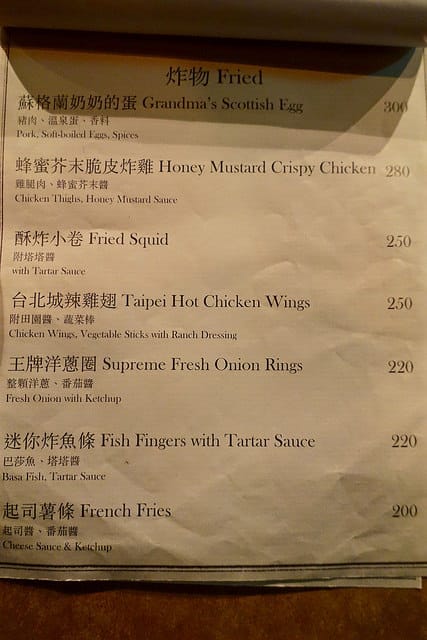 炸物 Fried
蘇格蘭奶奶的蛋 Grandma's Scottish Egg 300
豬肉、溫泉蛋、香料
Pork, Soft-boiled Eggs, Spices
蜂蜜芥末脆皮炸雞 Honey Mustard Crispy Chicken 280
雞腿肉、蜂蜜芥末醬
Chicken Thighs, Honey Mustard Sauce
酥炸小卷 Fried Squid 250
附塔塔醬
with Tartar Sauce
台北城辣雞翅 Taipei Hot Chicken Wings 250
附田園醬、蔬菜棒
Chicken Wings, Vegetable Sticks with Ranch Dressing
王牌洋蔥圈 Supreme Fresh Onion Rings 220
整顆洋蔥、番茄醬
Fresh Onion with Ketchup
迷你炸魚條 Fish Fingers with Tartar Sauce 220
巴莎魚、塔塔醬
Basa Fish, Tartar Sauce
起司薯條 French Fries 200
起司醬、番茄醬
Cheese Sauce & Ketchup